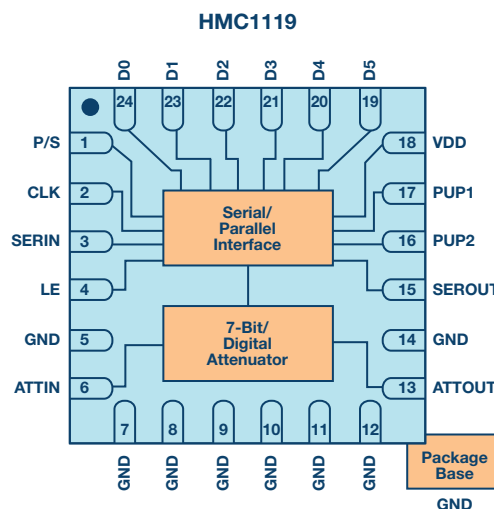 HMC1119
D0 D1 D2 D3 D4 D5
24 23 22 21 20 19
P/S 1
18 VDD
CLK 2
17 PUP1
SERIN 3
16 PUP2
LE 4
15 SEROUT
GND 5
14 GND
ATTIN 6
13 ATTOUT
Serial/
Parallel
Interface
7-Bit/
Digital
Attenuator
7 8 9 10 11 12
GND GND GND GND GND GND
Package
Base
GND